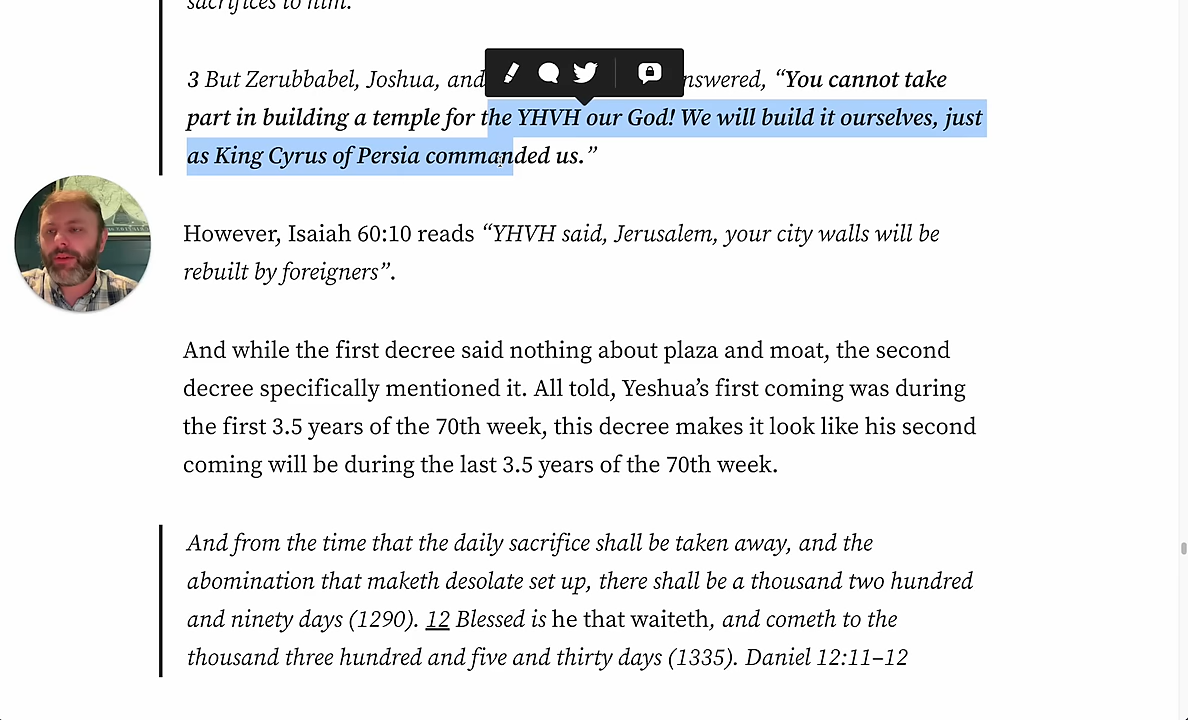 sacrifices to him.
3 But Zerubbabel, Joshua, and nswered, “You cannot take
part in building a temple for the YHVH our God! We will build it ourselves, just
as King Cyrus of Persia commanded us.”
However, Isaiah 60:10 reads “YHVH said, Jerusalem, your city walls will be
rebuilt by foreigners”.
And while the first decree said nothing about plaza and moat, the second
decree specifically mentioned it. All told, Yeshua’s first coming was during
the first 3.5 years of the 70th week, this decree makes it look like his second
coming will be during the last 3.5 years of the 70th week.
And from the time that the daily sacrifice shall be taken away, and the
abomination that maketh desolate set up, there shall be a thousand two hundred
and ninety days (1290). 12 Blessed is he that waiteth, and cometh to the
thousand three hundred and five and thirty days (1335). Daniel 12:11–12